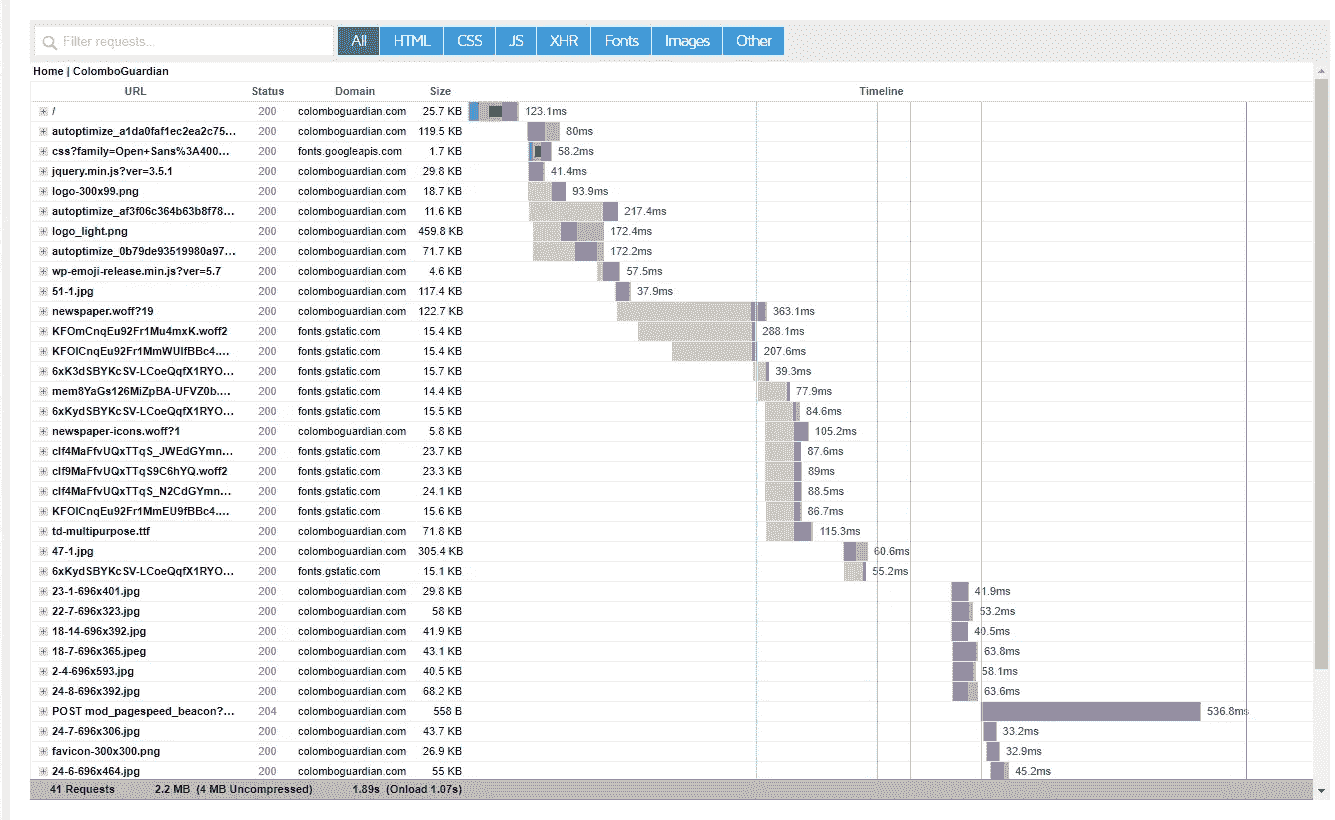 Filter requests...
All HTML CSS JS XHR Fonts Images Other
Home | ColomboGuardian
URL Status Domain Size Timeline
/ 200 colomboguardian.com 25.7 KB 123.1ms
autoptimize_a1da0faf1ec2ea2c75... 200 colomboguardian.com 119.5 KB 80ms
css?family=Open+Sans%3A400... 200 fonts.googleapis.com 1.7 KB 58.2ms
jquery.min.js?ver=3.5.1 200 colomboguardian.com 29.8 KB 41.4ms
logo-300x99.png 200 colomboguardian.com 18.7 KB 93.9ms
autoptimize_af3f06c364b63b8f78... 200 colomboguardian.com 11.6 KB 217.4ms
logo_light.png 200 colomboguardian.com 459.8 KB 172.4ms
autoptimize_0b79de93519980a97... 200 colomboguardian.com 71.7 KB 172.2ms
wp-emoji-release.min.js?ver=5.7 200 colomboguardian.com 4.6 KB 57.5ms
51-1.jpg 200 colomboguardian.com 117.4 KB 37.9ms
newspaper.woff?19 200 colomboguardian.com 122.7 KB 363.1ms
KFOmCnqEu92Fr1Mu4mxK.woff2 200 fonts.gstatic.com 15.4 KB 288.1ms
KFOlCnqEu92Fr1MmWUlfBBc4.... 200 fonts.gstatic.com 15.4 KB 207.6ms
6xK3dSBYKcSV-LCoeQqfX1RYO... 200 fonts.gstatic.com 15.7 KB 39.3ms
mem8YaGs126MiZpBA-UFVZ0b.... 200 fonts.gstatic.com 14.4 KB 77.9ms
6xKydSBYKcSV-LCoeQqfX1RYO... 200 fonts.gstatic.com 15.5 KB 84.6ms
newspaper-icons.woff?1 200 colomboguardian.com 5.8 KB 105.2ms
clf4MaFfvUQxTTqS_JWEdGYmn... 200 fonts.gstatic.com 23.7 KB 87.6ms
clf9MaFfvUQxTTqS9C6hYQ.woff2 200 fonts.gstatic.com 23.3 KB 89ms
clf4MaFfvUQxTTqS_N2CdGYmn... 200 fonts.gstatic.com 24.1 KB 88.5ms
KFOlCnqEu92Fr1MmEU9fBBc4.... 200 fonts.gstatic.com 15.6 KB 86.7ms
td-multipurpose.ttf 200 colomboguardian.com 71.8 KB 115.3ms
47-1.jpg 200 colomboguardian.com 305.4 KB 60.6ms
6xKydSBYKcSV-LCoeQqfX1RYO... 200 fonts.gstatic.com 15.1 KB 55.2ms
23-1-696x401.jpg 200 colomboguardian.com 29.8 KB 41.9ms
22-7-696x323.jpg 200 colomboguardian.com 58 KB 53.2ms
18-14-696x392.jpg 200 colomboguardian.com 41.9 KB 40.5ms
18-7-696x365.jpeg 200 colomboguardian.com 43.1 KB 63.8ms
2-4-696x593.jpg 200 colomboguardian.com 40.5 KB 58.1ms
24-8-696x392.jpg 200 colomboguardian.com 68.2 KB 63.6ms
POST mod_pagespeed_beacon?... 204 colomboguardian.com 558 B 536.8ms
24-7-696x306.jpg 200 colomboguardian.com 43.7 KB 33.2ms
favicon-300x300.png 200 colomboguardian.com 26.9 KB 32.9ms
24-6-696x464.jpg 200 colomboguardian.com 55 KB 45.2ms
41 Requests 2.2 MB (4 MB Uncompressed) 1.89s (Onload 1.07s)